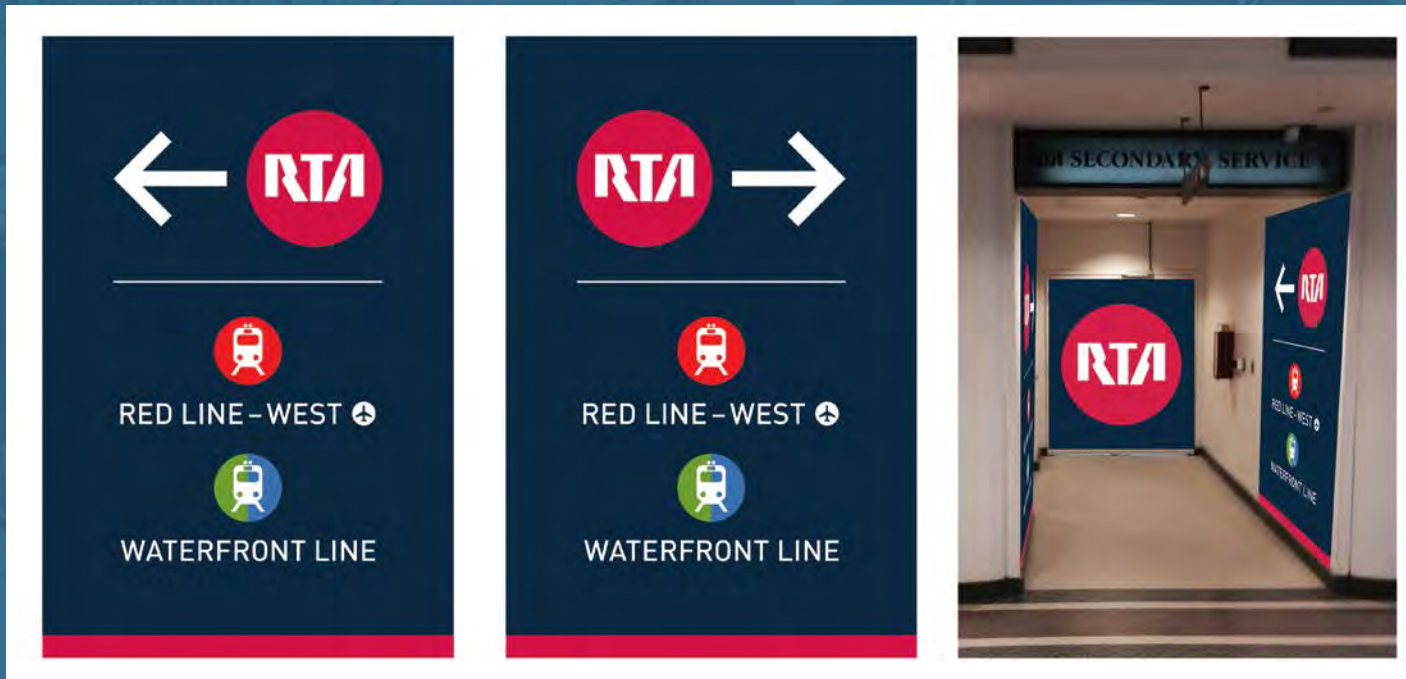 RTA
RED LINE – WEST
WATERFRONT LINE
RTA
RED LINE – WEST
WATERFRONT LINE
SECONDARY SERVICE
RTA
RTA
RED LINE – WEST
WATERFRONT LINE